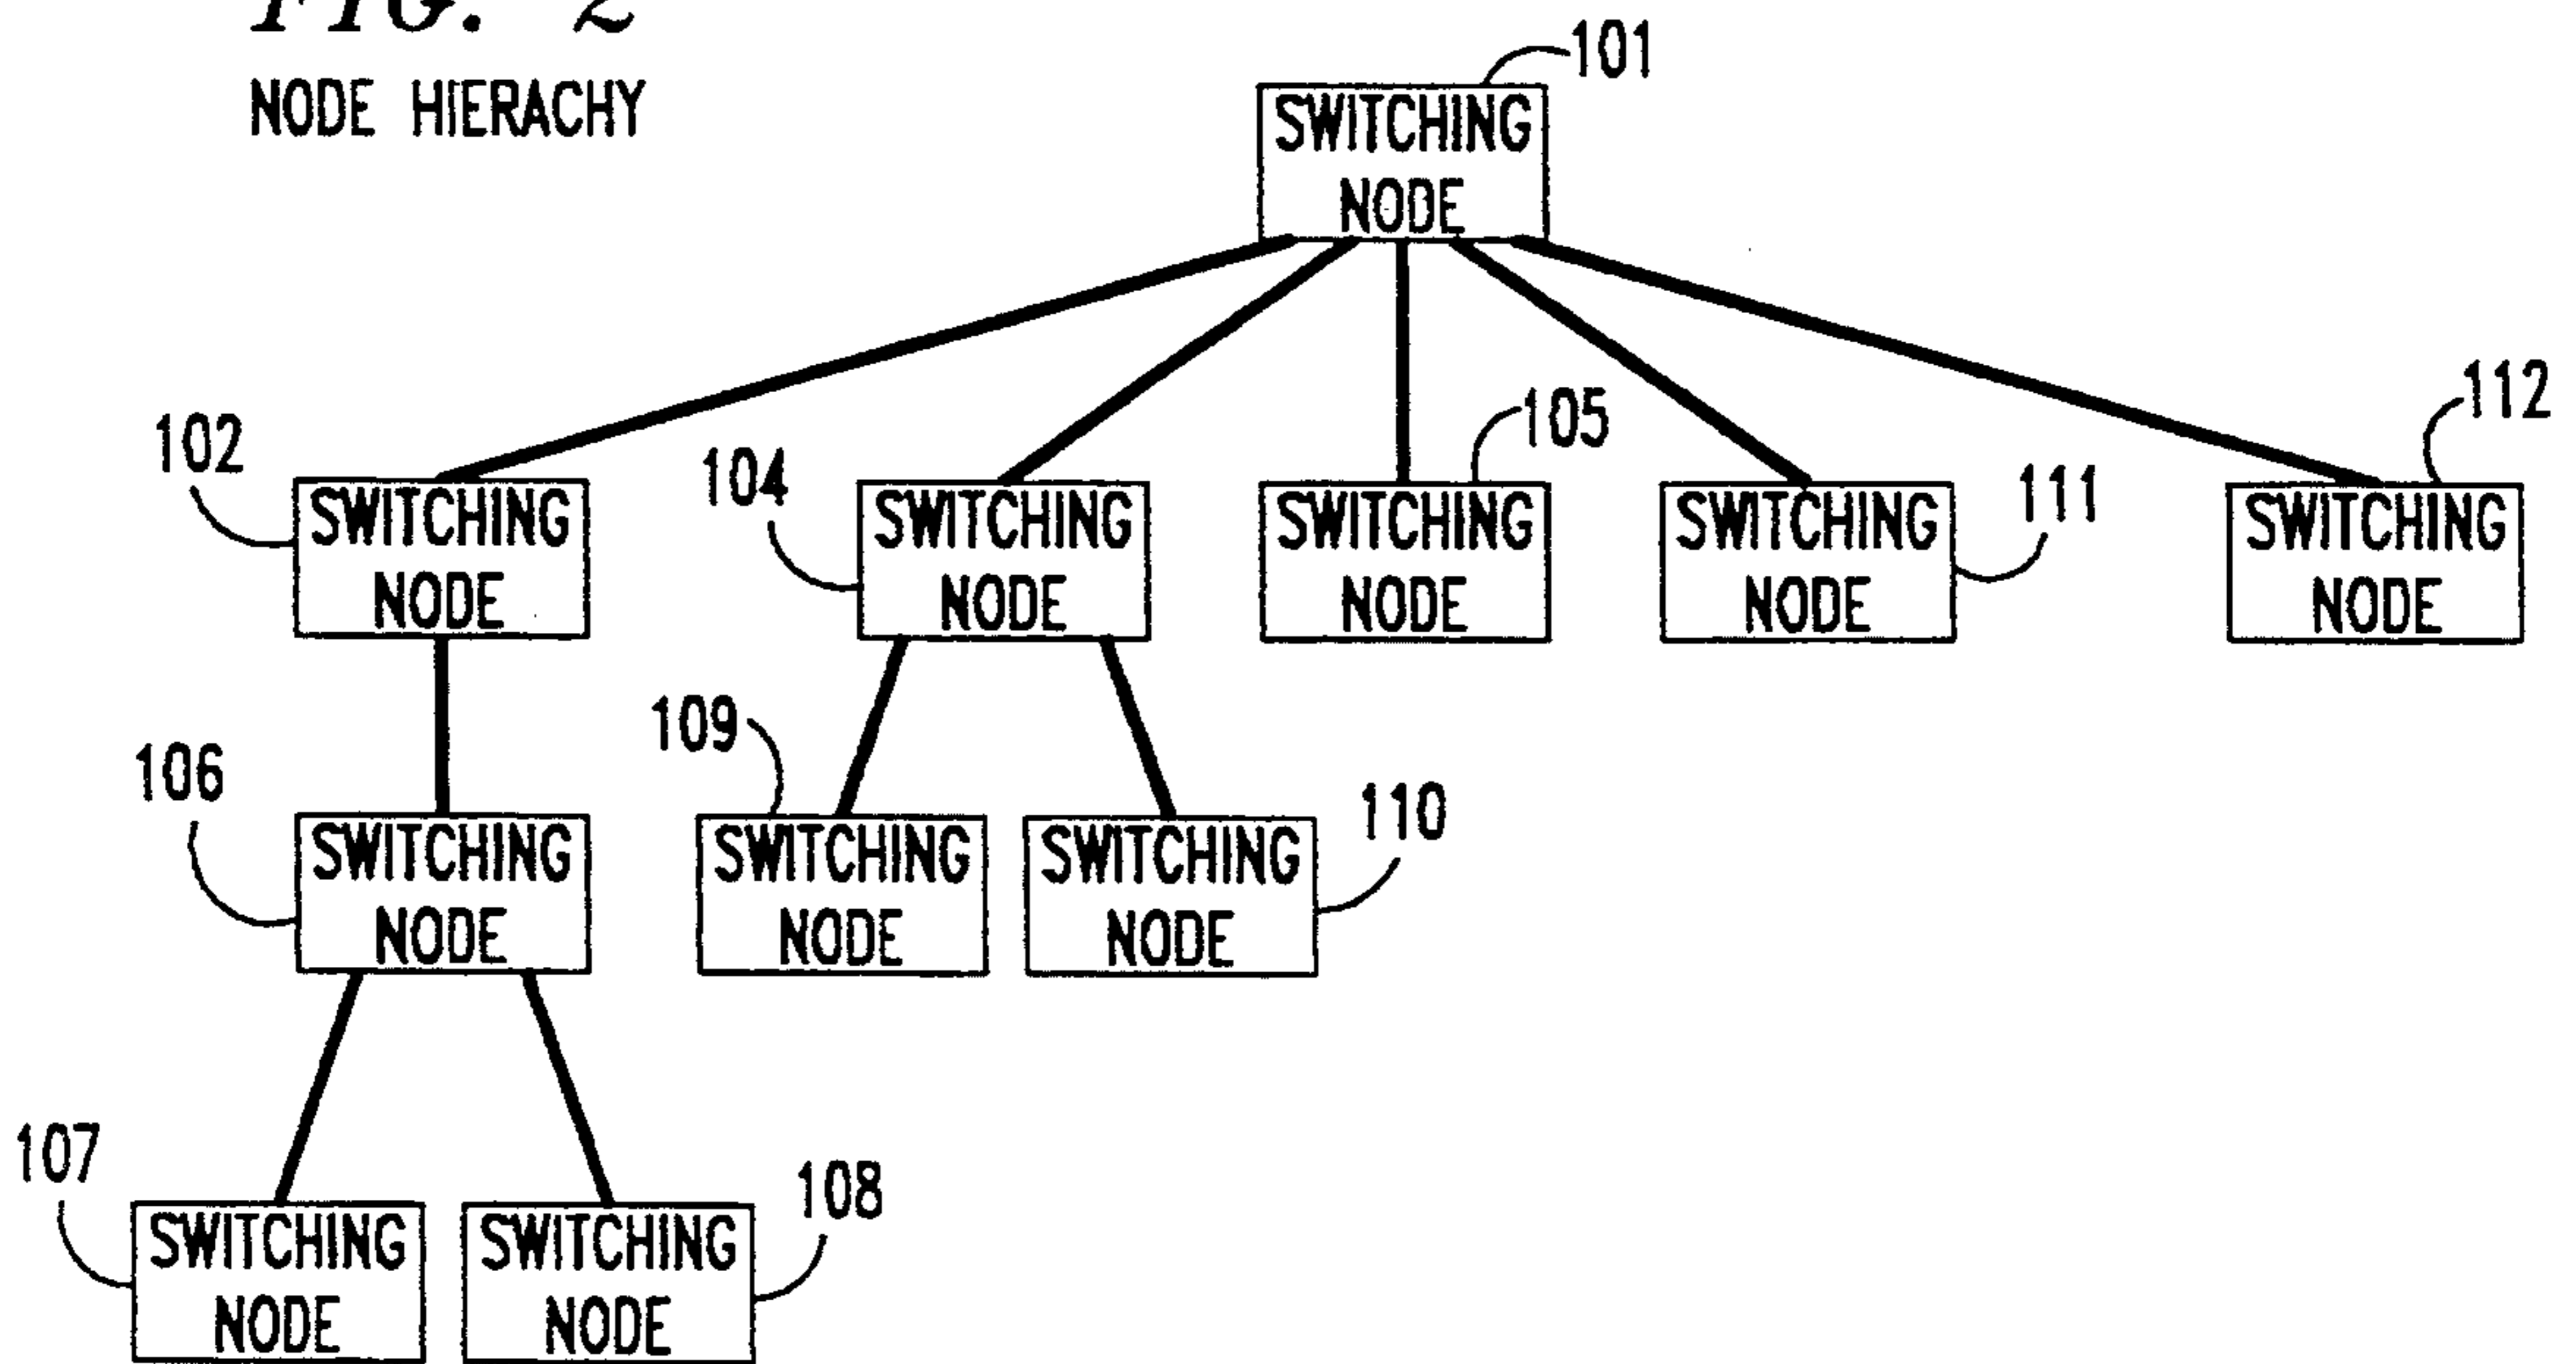 FIG. 2
NODE HIERACHY
101
SWITCHING
NODE
102
SWITCHING
NODE
104
SWITCHING
NODE
105
SWITCHING
NODE
111
SWITCHING
NODE
112
SWITCHING
NODE
106
SWITCHING
NODE
109
SWITCHING
NODE
110
SWITCHING
NODE
107
SWITCHING
NODE
108
SWITCHING
NODE